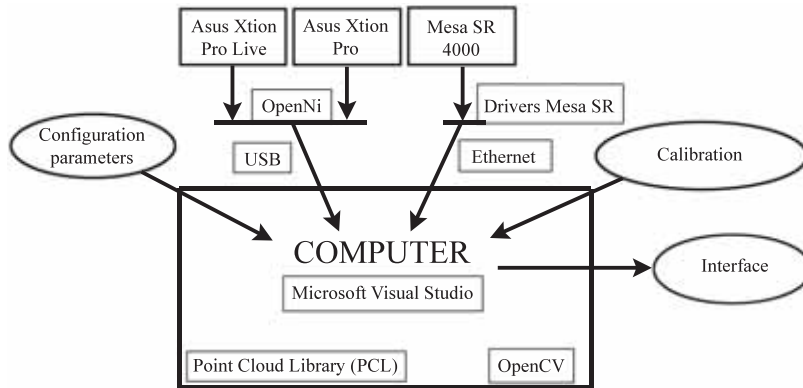 Asus Xtion
Pro Live
Asus Xtion
Pro
Mesa SR
4000
OpenNi
Drivers Mesa SR
Configuration
parameters
USB
Ethernet
Calibration
COMPUTER
Interface
Microsoft Visual Studio
Point Cloud Library (PCL)
OpenCV